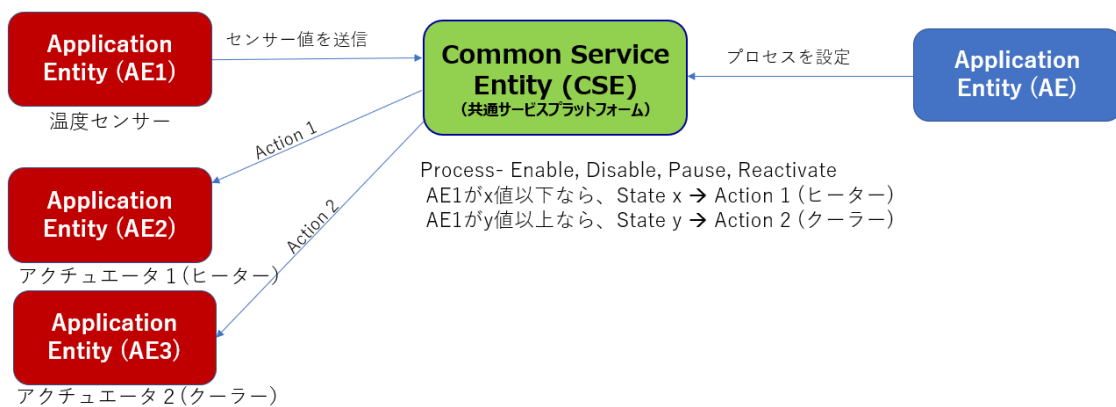 Application
Entity (AE1)
温度センサー
センサー値を送信
Common Service
Entity (CSE)
(共通サービスプラットフォーム)
プロセスを設定
Application
Entity (AE)
Action 1
Action 2
Process- Enable, Disable, Pause, Reactivate
AE1がx値以下なら、State x → Action 1 (ヒーター)
AE1がy値以上なら、State y → Action 2 (クーラー)
Application
Entity (AE2)
アクチュエータ１(ヒーター)
Application
Entity (AE3)
アクチュエータ２(クーラー)